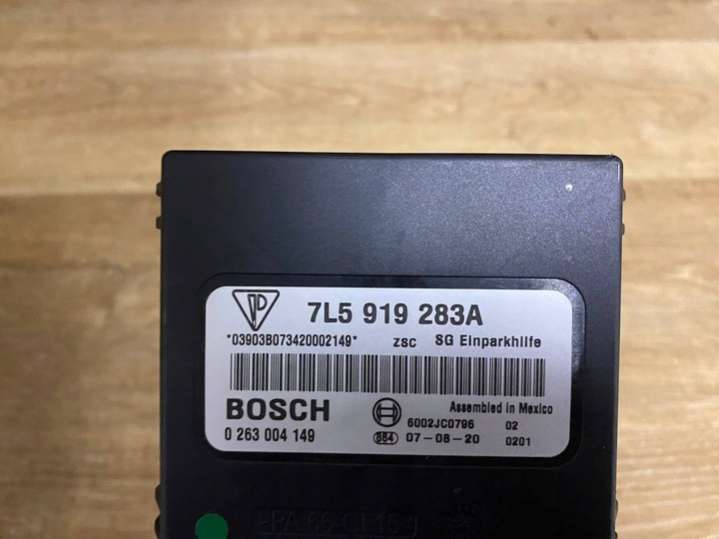 7L5 919 283A
*03903B073420002149* ZSC SG Einparkhilfe
BOSCH
Assembled in Mexico
6002JC0796 02
0 263 004 149
884 07-08-20 0201